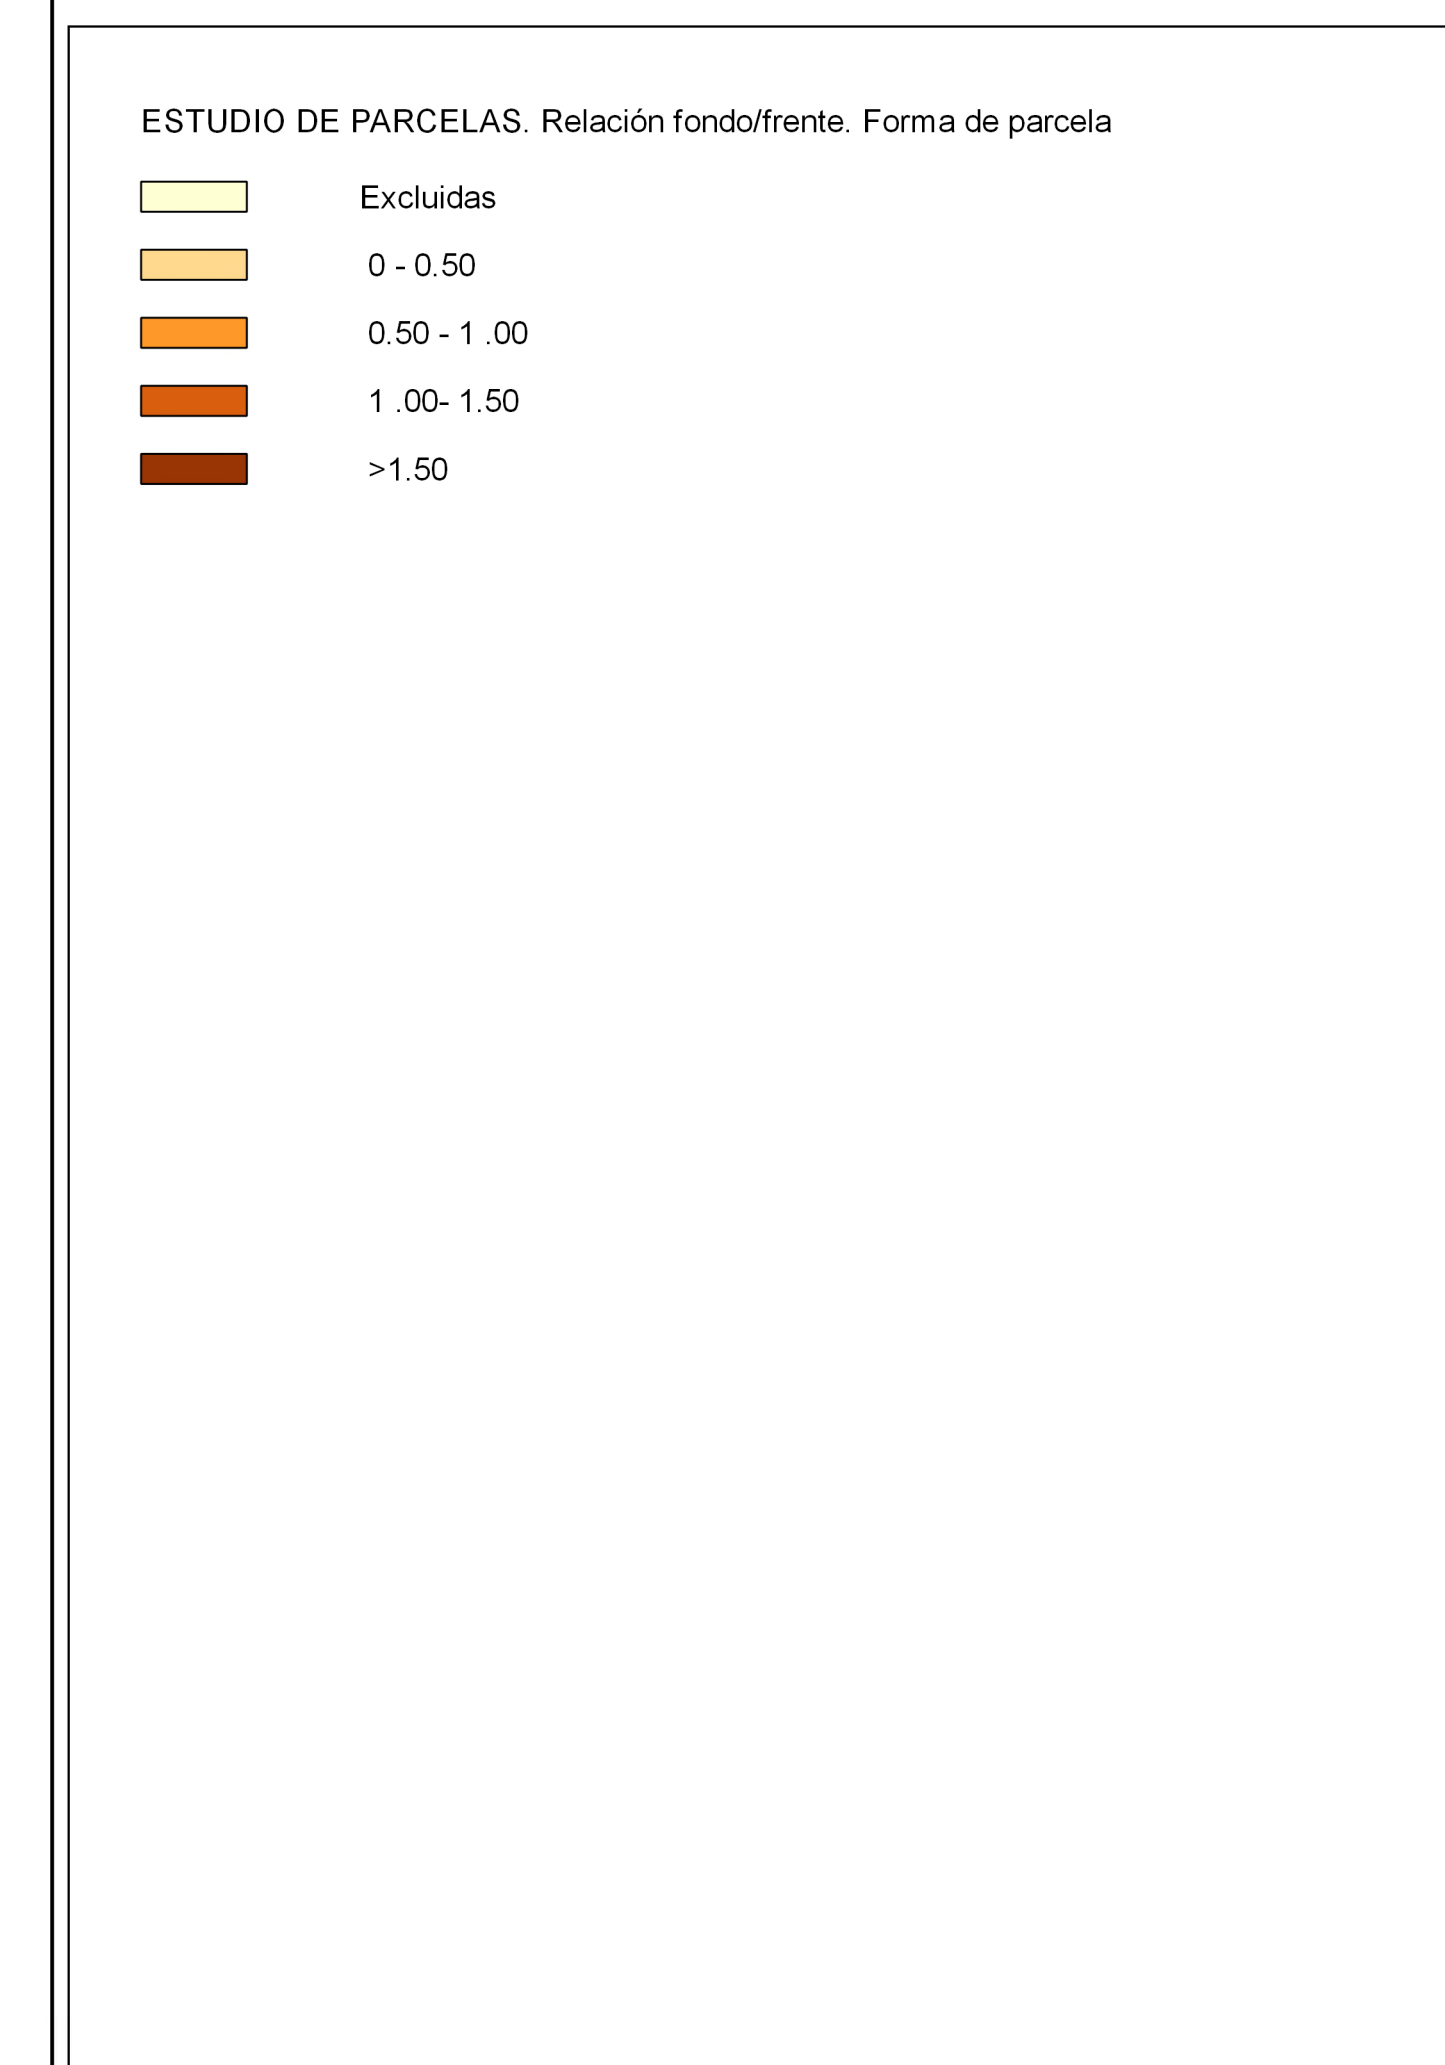 ESTUDIO DE PARCELAS. Relación fondo/frente. Forma de parcela
Excluidas
0 - 0.50
0.50 - 1 .00
1 .00- 1.50
>1.50